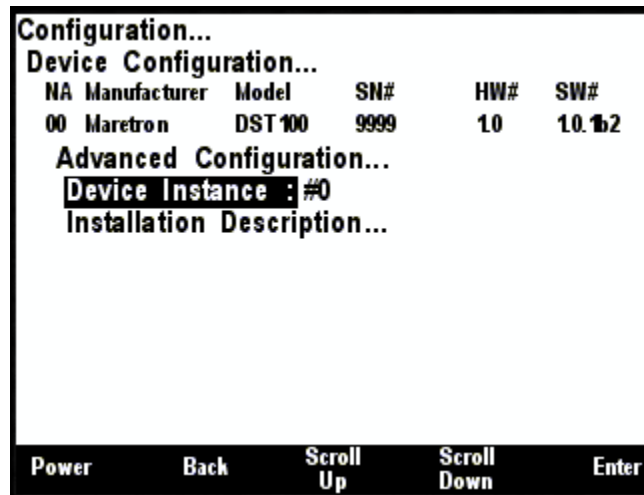 Configuration...
Device Configuration...
NA Manufacturer Model SN# HW# SW#
00 Maretron DST100 9999 1.0 1.0.1b2
Advanced Configuration...
Device Instance : #0
Installation Description...
Power Back Scroll Up Scroll Down Enter